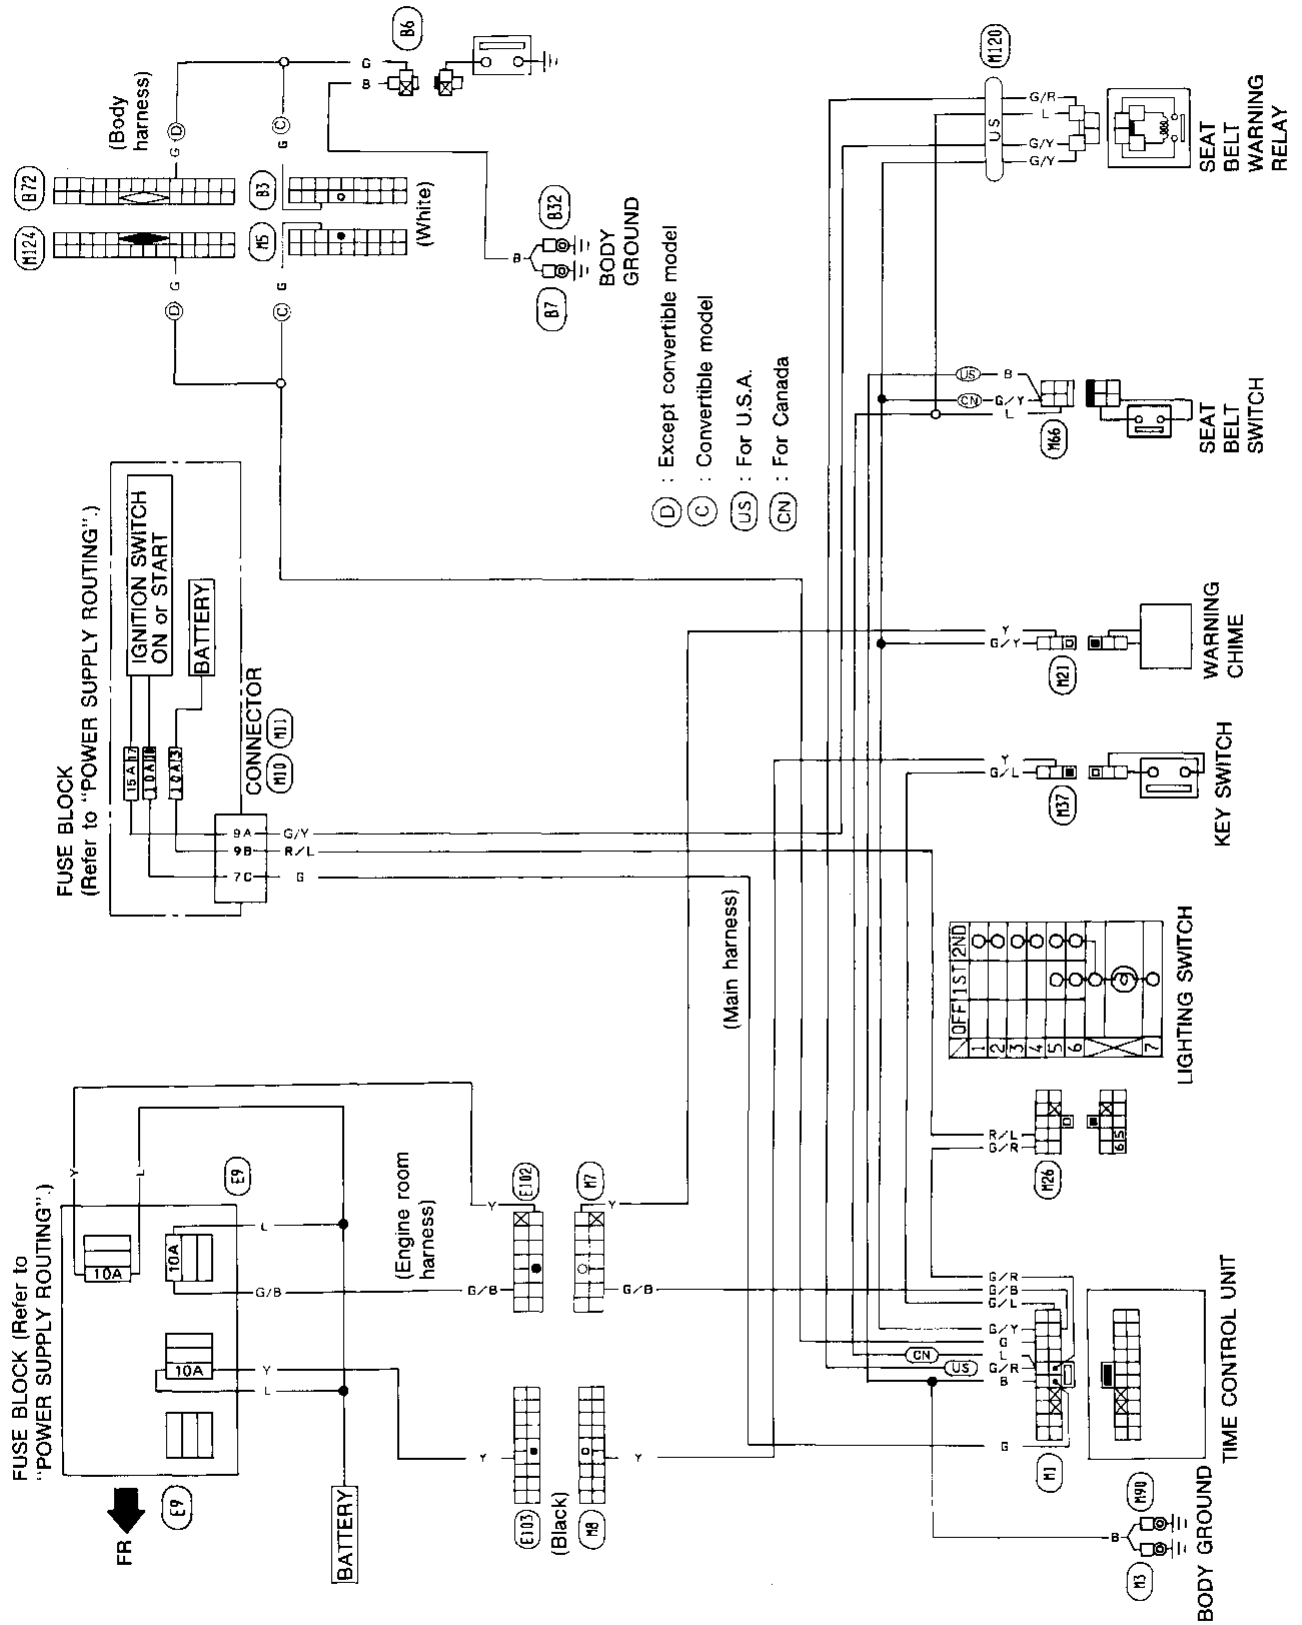 FUSE BLOCK (Refer to
"POWER SUPPLY ROUTING".)
FR
E9
E9
10A
10A
10A
Y
L
L
G/B
Y
L
BATTERY
(Engine room
harness)
E102
M7
Y
Y
G/B
G/B
E103
(Black)
M8
Y
Y
FUSE BLOCK
(Refer to "POWER SUPPLY ROUTING".)
IGNITION SWITCH
ON or START
BATTERY
15A 17
10A 18
10A 13
CONNECTOR
M10
M11
9A
9B
7C
G/Y
R/L
G
(Main harness)
(Body
harness)
B72
M124
B3
M5
(White)
G
D
G
C
G
D
G
C
G
B
B6
B
B32
B7
BODY
GROUND
D : Except convertible model
C : Convertible model
US : For U.S.A.
CN : For Canada
M120
US
G/R
L
G/Y
G/Y
SEAT
BELT
WARNING
RELAY
US
B
CN
G/Y
L
M66
SEAT
BELT
SWITCH
Y
G/Y
M21
WARNING
CHIME
Y
G/L
M37
KEY SWITCH
OFF 1ST 2ND
1
2
3
4
5
6
7
LIGHTING SWITCH
R/L
G/R
M26
6 5
G/R
G/B
G/L
G/Y
G
CN
L
US
G/R
B
G
M1
TIME CONTROL UNIT
B
M90
M3
BODY GROUND